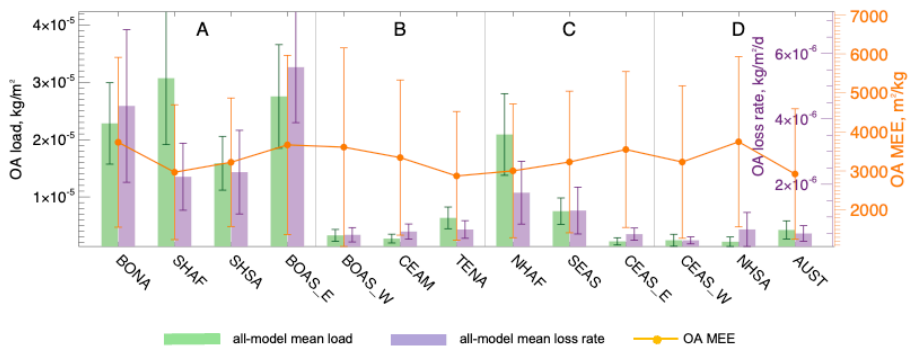 A B C D
OA load, kg/m²
4×10⁻⁵
3×10⁻⁵
2×10⁻⁵
1×10⁻⁵
OA loss rate, kg/m²/d
6×10⁻⁶
4×10⁻⁶
2×10⁻⁶
OA MEE, m²/kg
7000
6000
5000
4000
3000
2000
BONA
SHAF
SHSA
BOAS_E
BOAS_W
CEAM
TENA
NHAF
SEAS
CEAS_E
CEAS_W
NHSA
AUST
all-model mean load
all-model mean loss rate
OA MEE